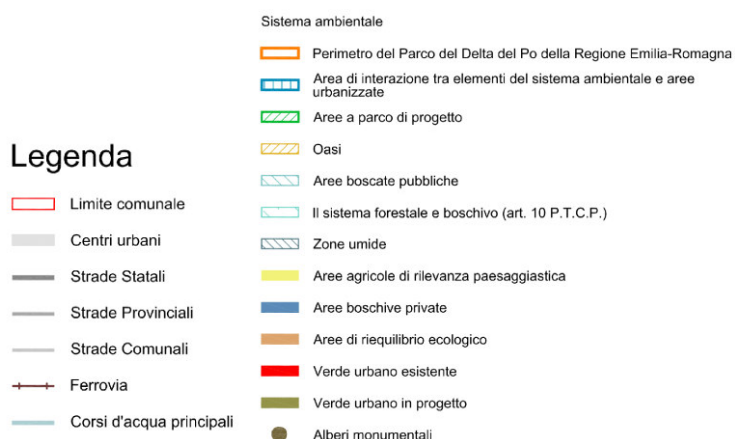 Legenda
Limite comunale
Centri urbani
Strade Statali
Strade Provinciali
Strade Comunali
Ferrovia
Corsi d'acqua principali
Sistema ambientale
Perimetro del Parco del Delta del Po della Regione Emilia-Romagna
Area di interazione tra elementi del sistema ambientale e aree
urbanizzate
Aree a parco di progetto
Oasi
Aree boscate pubbliche
Il sistema forestale e boschivo (art. 10 P.T.C.P.)
Zone umide
Aree agricole di rilevanza paesaggiastica
Aree boschive private
Aree di riequilibrio ecologico
Verde urbano esistente
Verde urbano in progetto
Alberi monumentali